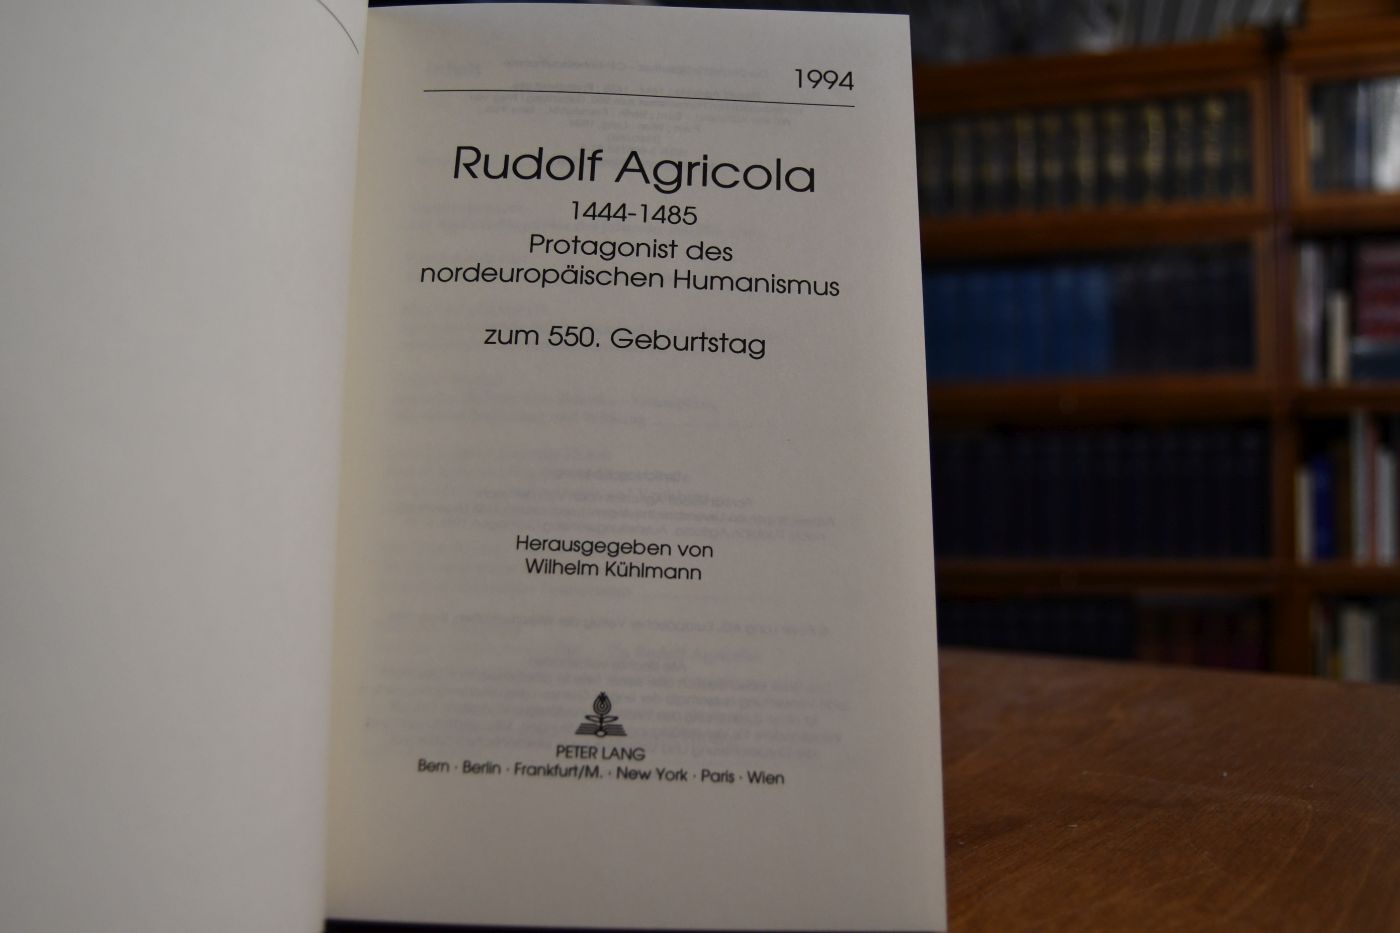 1994
Rudolf Agricola
1444-1485
Protagonist des
nordeuropäischen Humanismus
zum 550. Geburtstag
Herausgegeben von
Wilhelm Kühlmann
PETER LANG
Bern · Berlin · Frankfurt/M. · New York · Paris · Wien